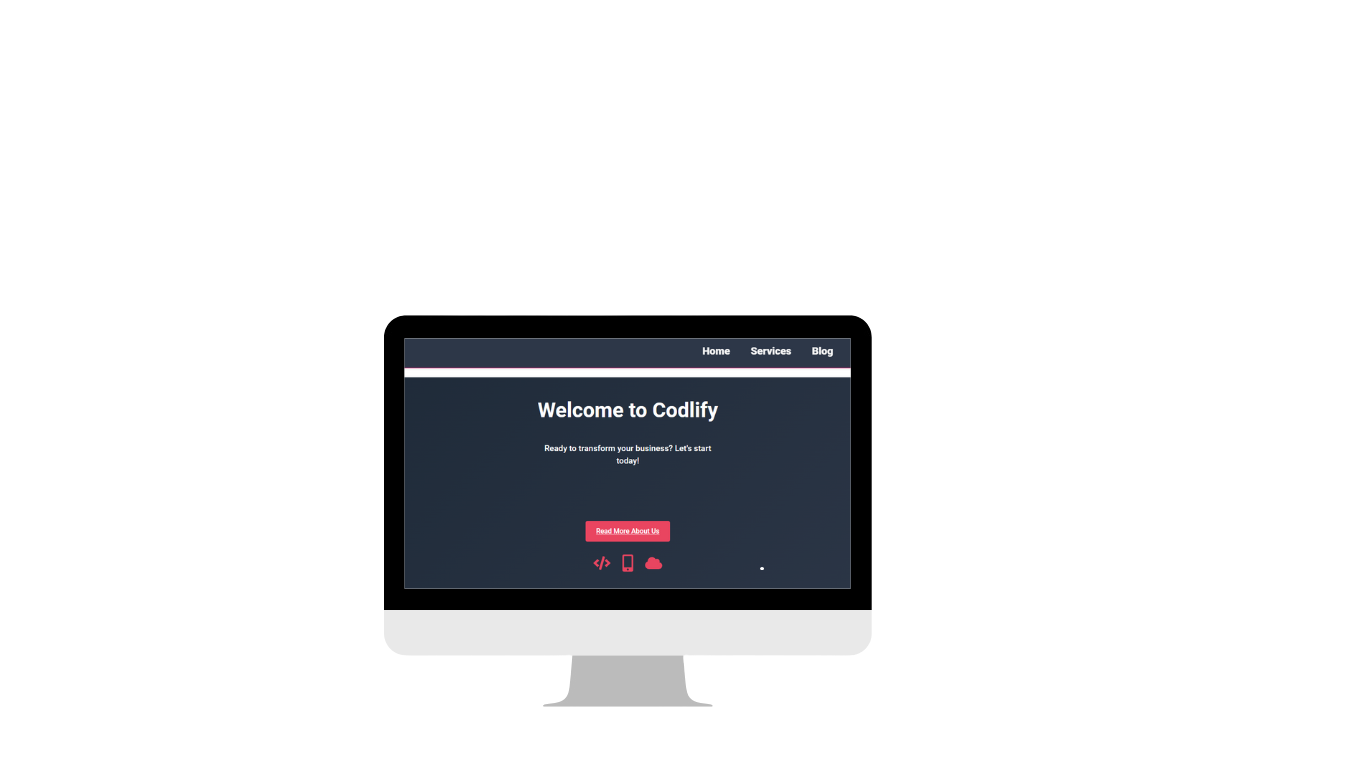 Home Services Blog
Welcome to Codlify
Ready to transform your business? Let's start
today!
Read More About Us